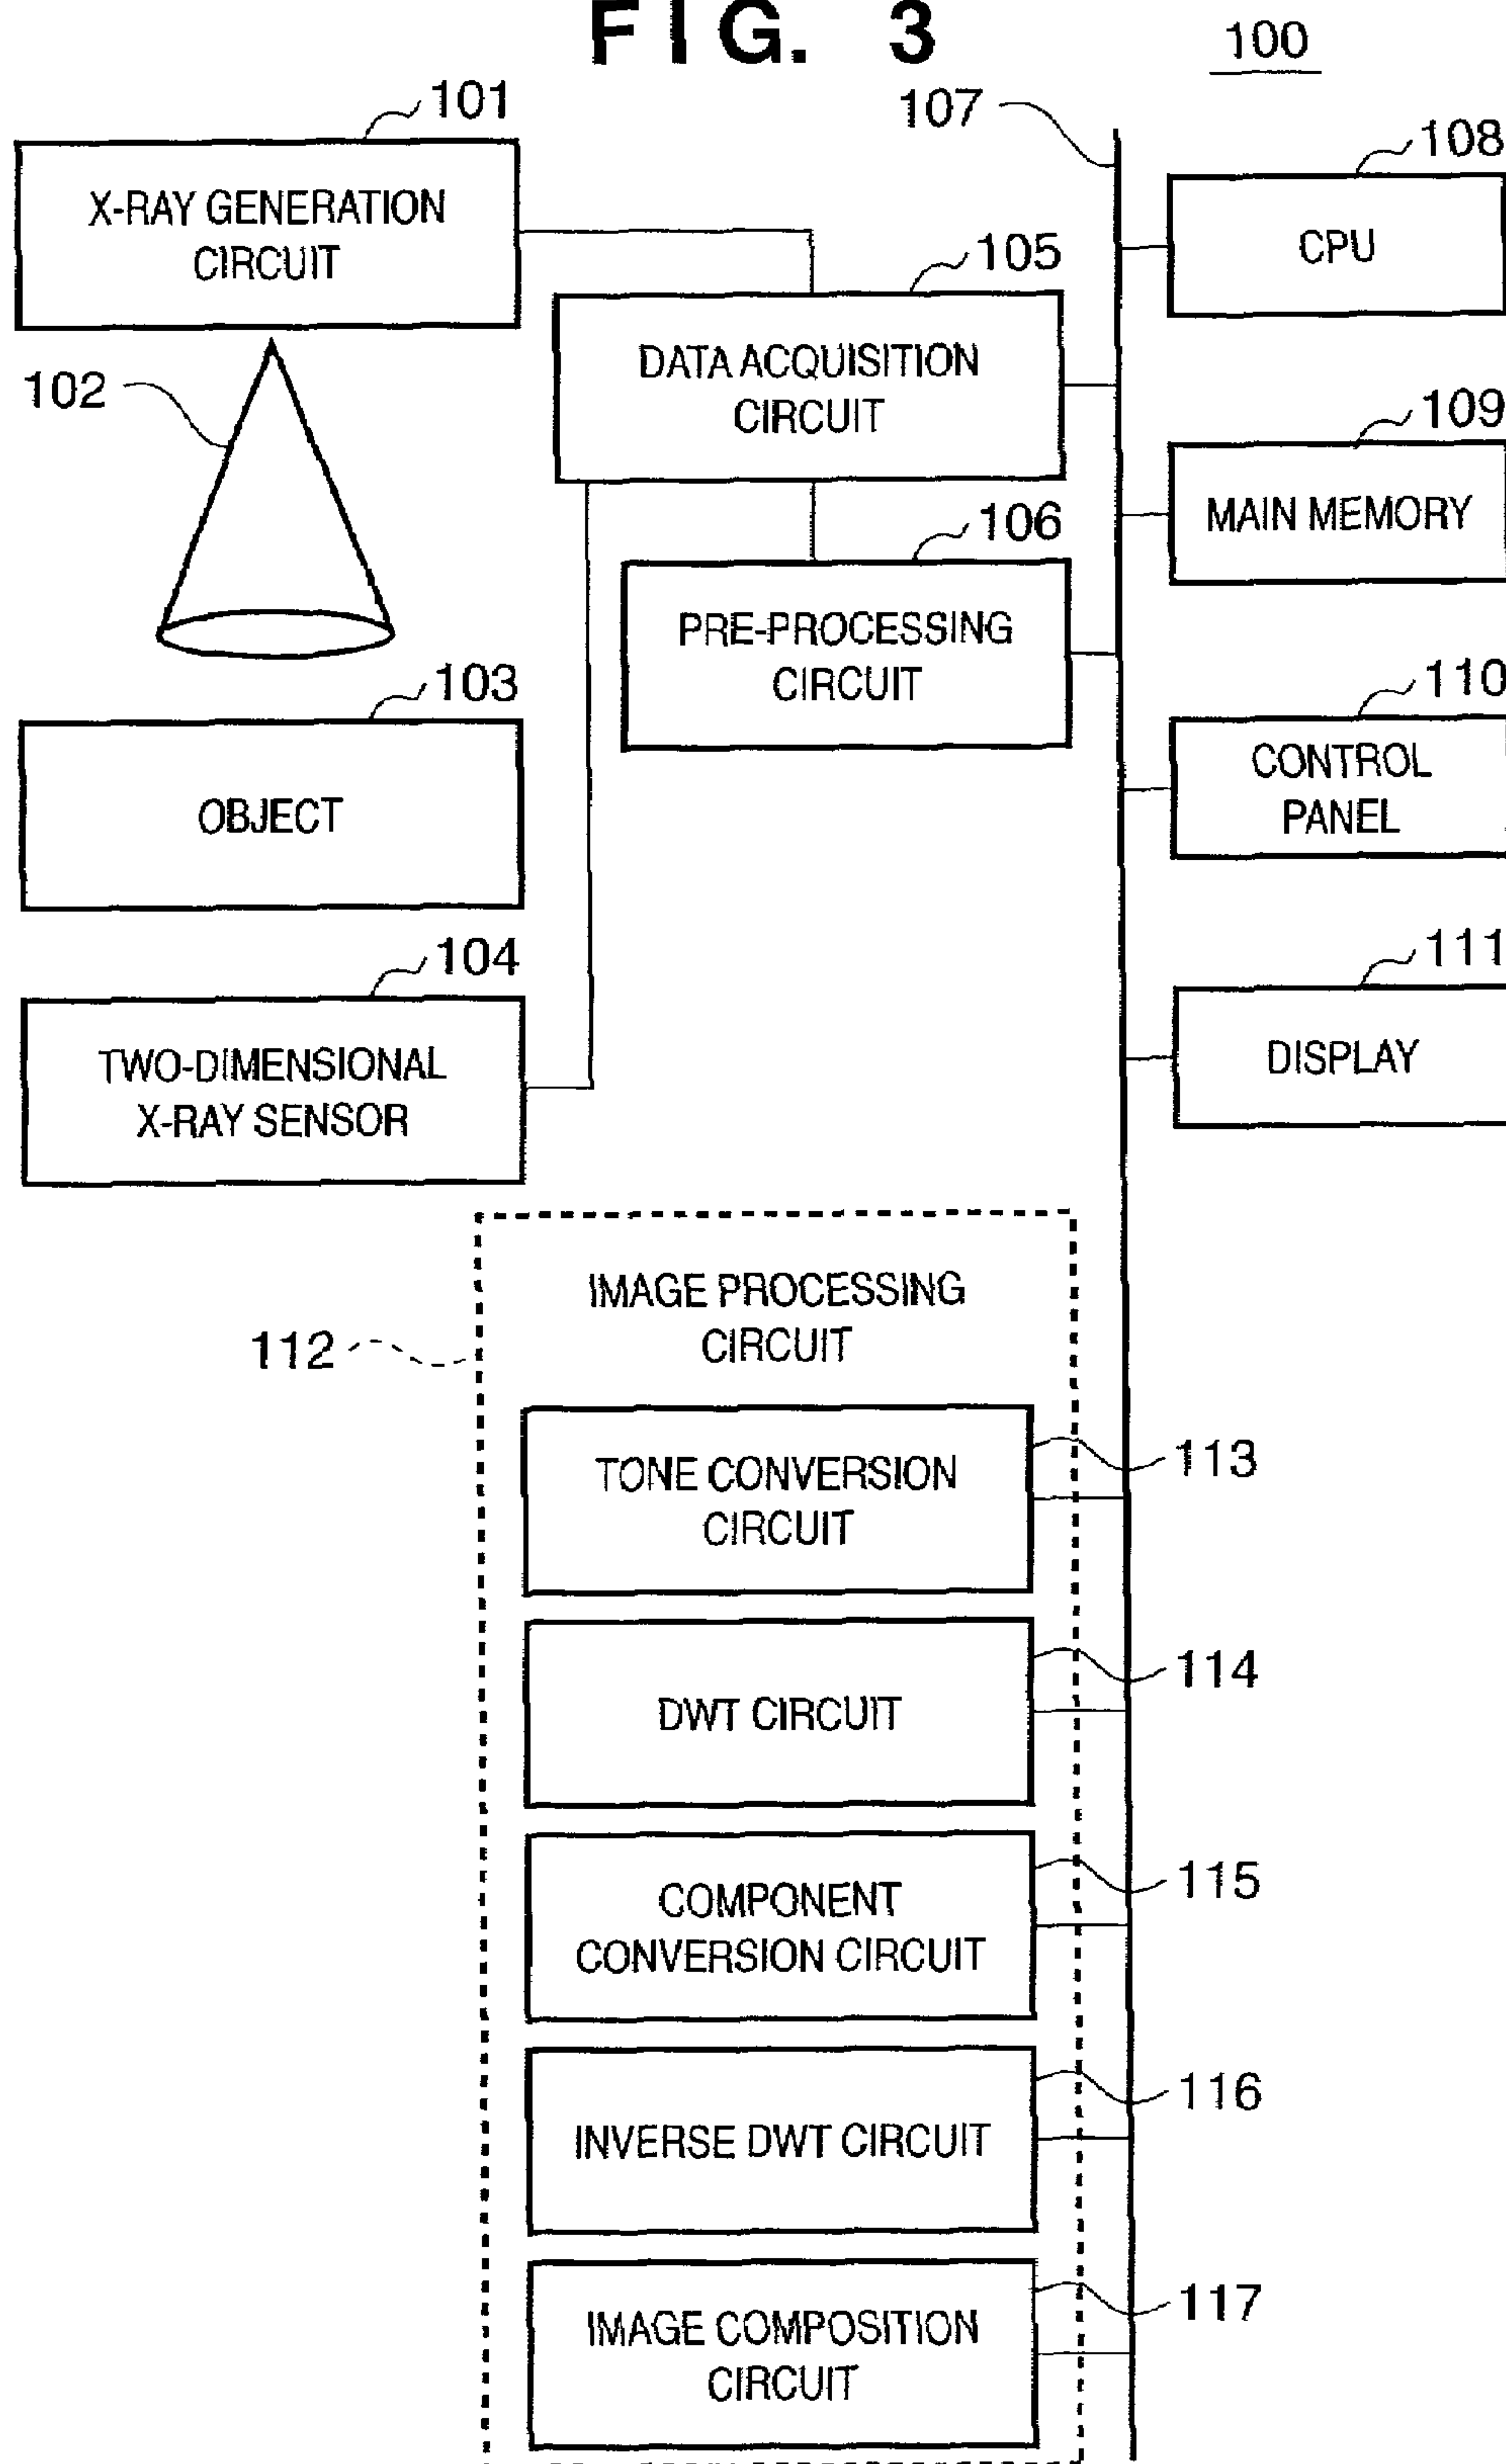 FIG. 3
100
101
X-RAY GENERATION
CIRCUIT
102
103
OBJECT
104
TWO-DIMENSIONAL
X-RAY SENSOR
105
DATA ACQUISITION
CIRCUIT
106
PRE-PROCESSING
CIRCUIT
107
108
CPU
109
MAIN MEMORY
110
CONTROL
PANEL
111
DISPLAY
112
IMAGE PROCESSING
CIRCUIT
TONE CONVERSION
CIRCUIT
113
DWT CIRCUIT
114
COMPONENT
CONVERSION CIRCUIT
115
INVERSE DWT CIRCUIT
116
IMAGE COMPOSITION
CIRCUIT
117